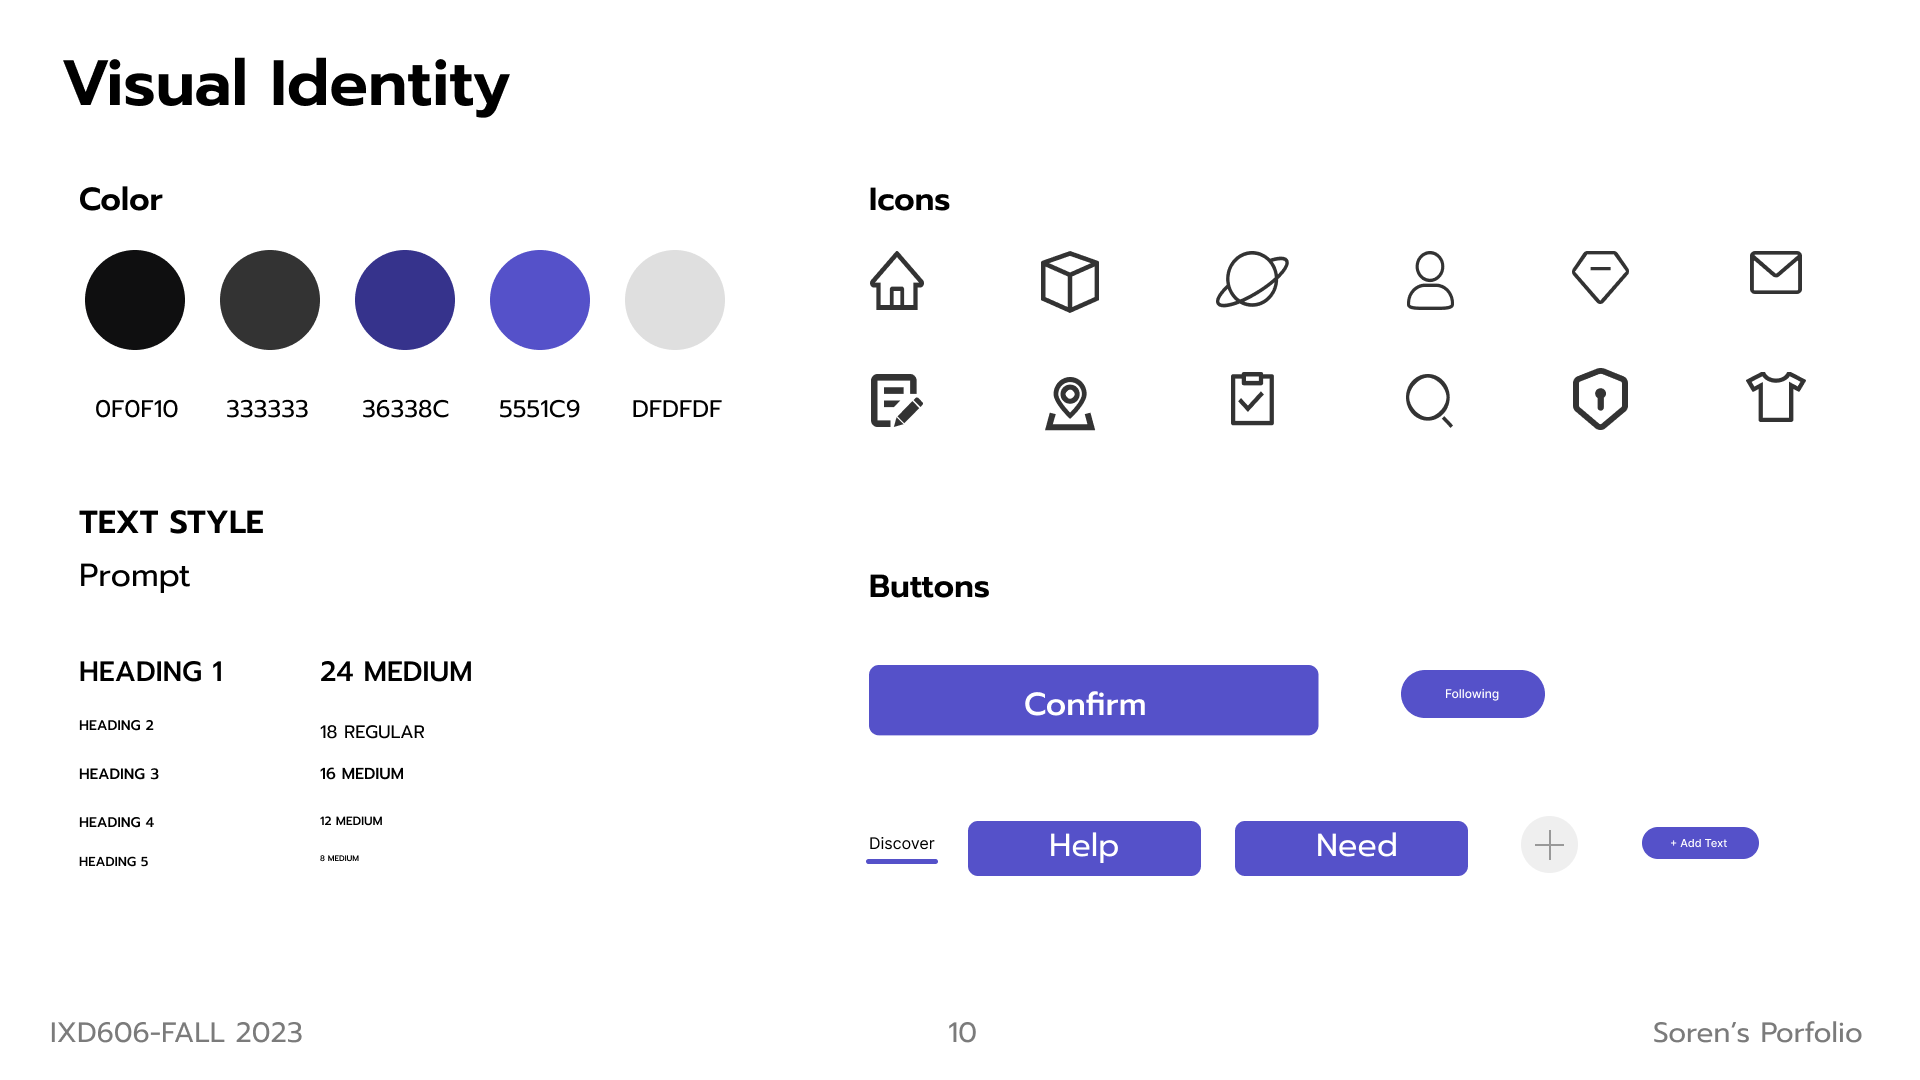 Visual Identity
Color
0F0F10 333333 36338C 5551C9 DFDFDF
TEXT STYLE
Prompt
HEADING 1 24 MEDIUM
HEADING 2 18 REGULAR
HEADING 3 16 MEDIUM
HEADING 4 12 MEDIUM
HEADING 5 8 MEDIUM
Icons
Buttons
Confirm Following
Discover Help Need + Add Text
IXD606-FALL 2023 10 Soren’s Porfolio